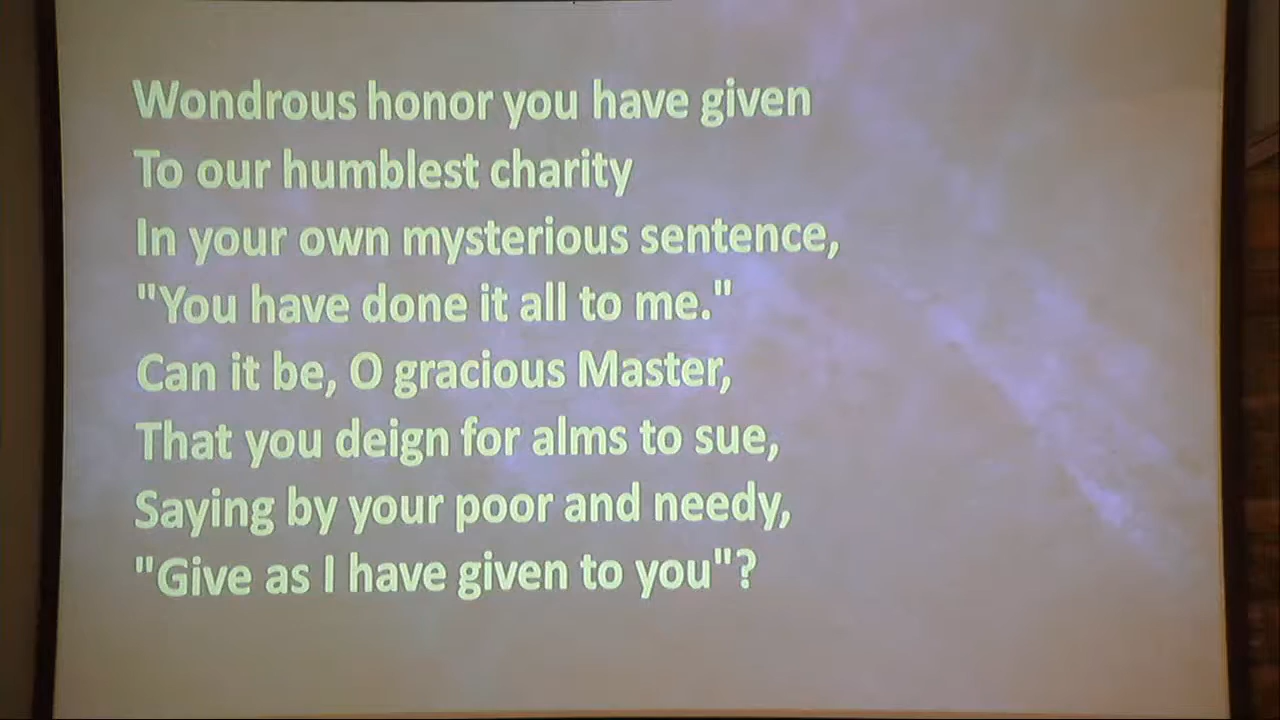 Wondrous honor you have given
To our humblest charity
In your own mysterious sentence,
"You have done it all to me."
Can it be, O gracious Master,
That you deign for alms to sue,
Saying by your poor and needy,
"Give as I have given to you"?